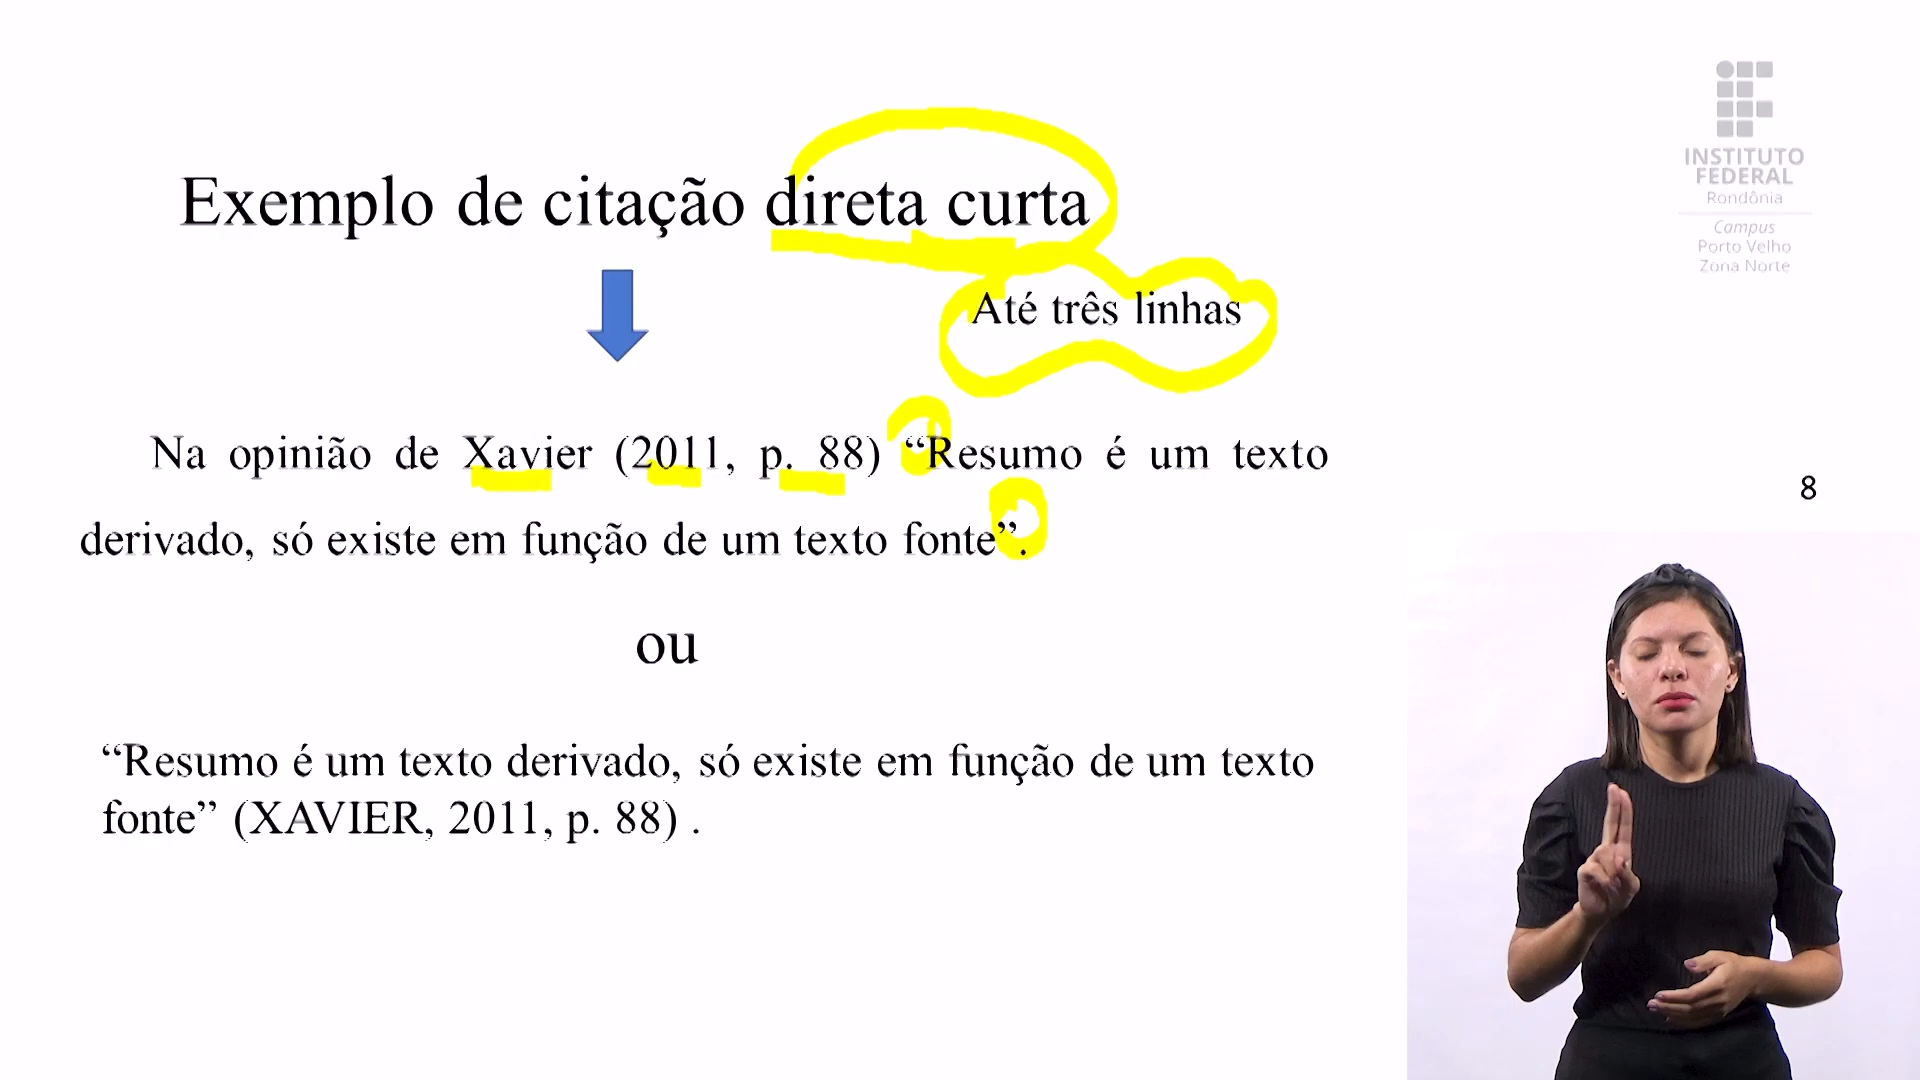 INSTITUTO
FEDERAL
Rondônia
Campus
Porto Velho
Zona Norte
Exemplo de citação direta curta
Até três linhas
Na opinião de Xavier (2011, p. 88) “Resumo é um texto
derivado, só existe em função de um texto fonte”.
8
ou
“Resumo é um texto derivado, só existe em função de um texto
fonte” (XAVIER, 2011, p. 88) .